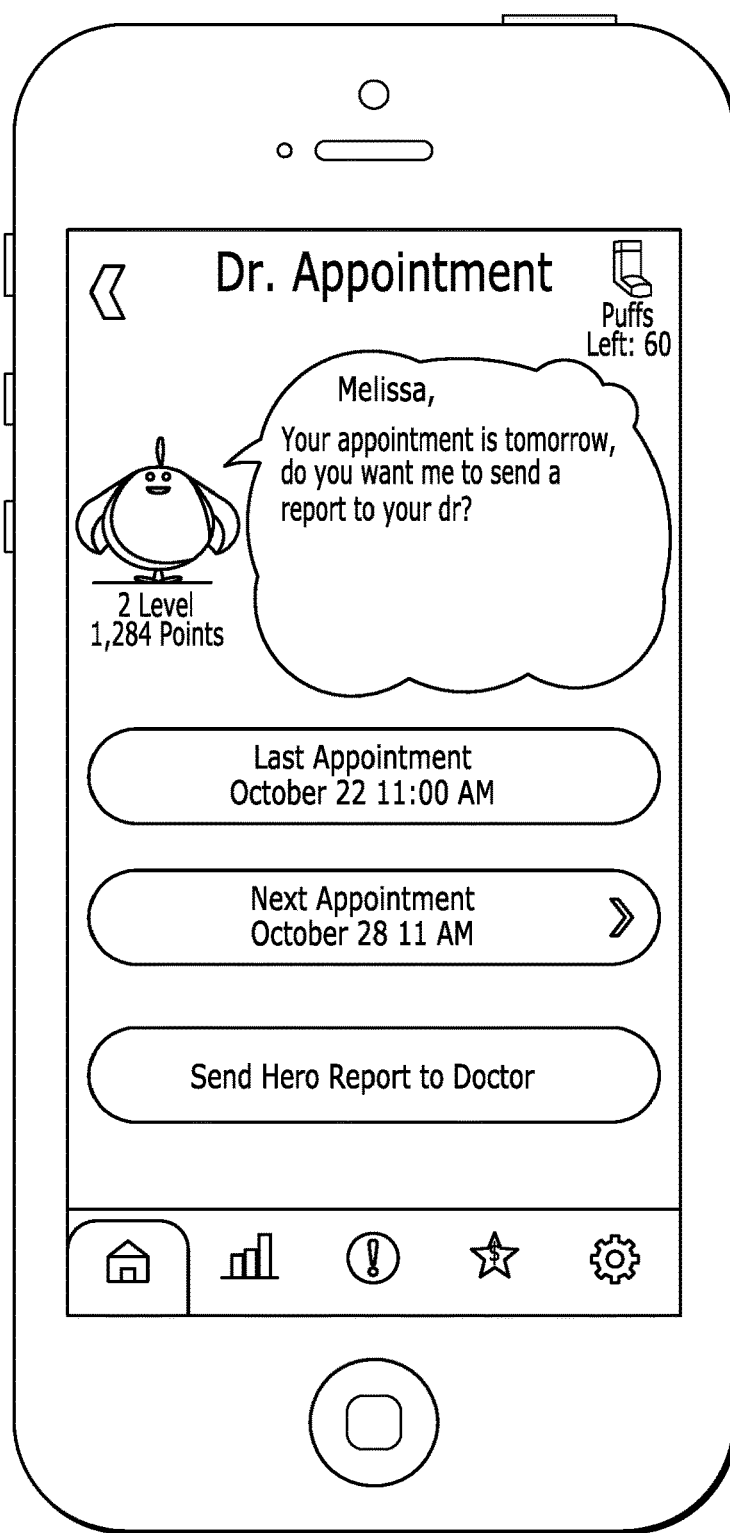 Dr. Appointment
Puffs
Left: 60
Melissa,
Your appointment is tomorrow,
do you want me to send a
report to your dr?
2 Level
1,284 Points
Last Appointment
October 22 11:00 AM
Next Appointment
October 28 11 AM
Send Hero Report to Doctor
$